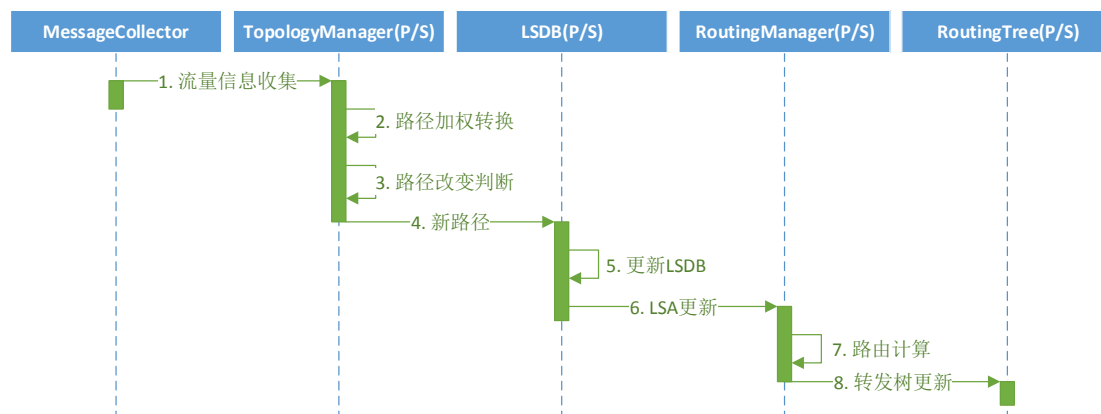 MessageCollector
TopologyManager(P/S)
LSDB(P/S)
RoutingManager(P/S)
RoutingTree(P/S)
1. 流量信息收集
2. 路径加权转换
3. 路径改变判断
4. 新路径
5. 更新LSDB
6. LSA更新
7. 路由计算
8. 转发树更新